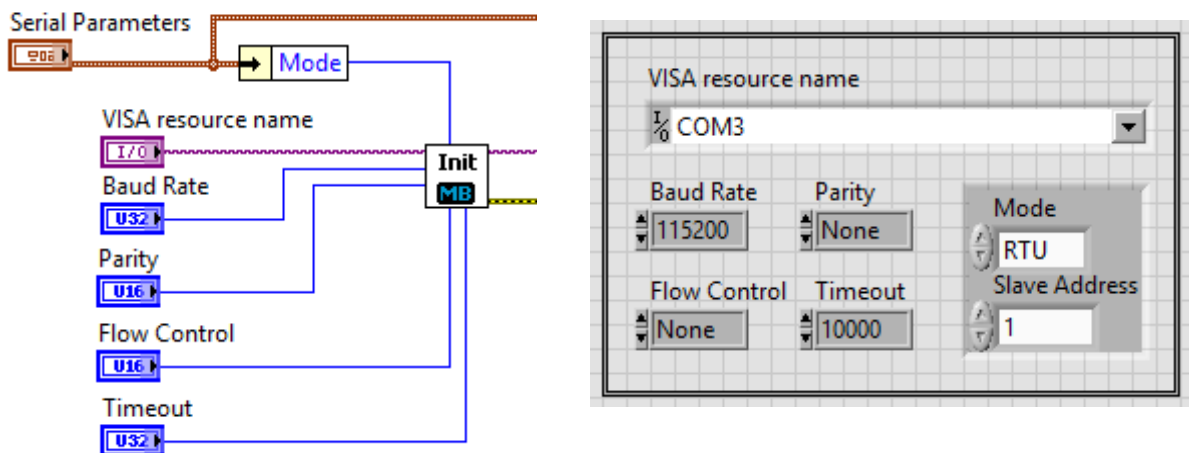 Serial Parameters
Mode
VISA resource name
I/O
Init
MB
Baud Rate
U32
Parity
U16
Flow Control
U16
Timeout
U32
VISA resource name
I/O COM3
Baud Rate Parity
115200 None
Flow Control Timeout
None 10000
Mode
RTU
Slave Address
1